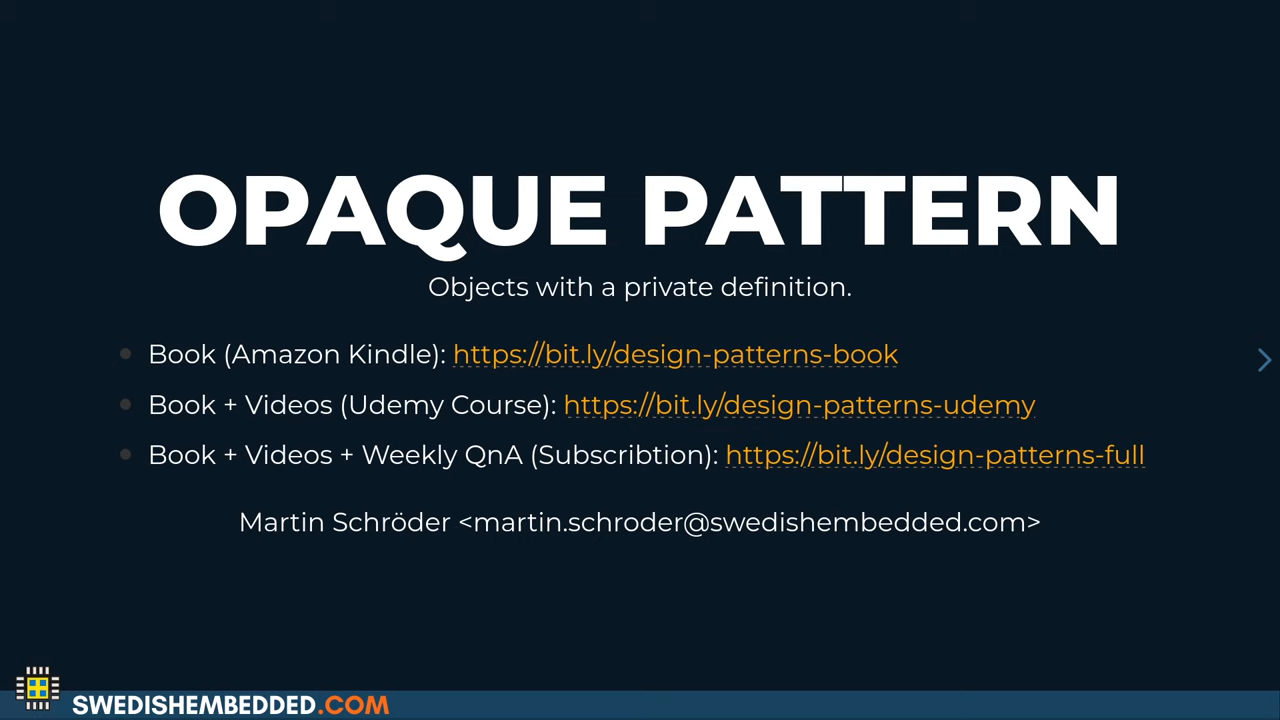 OPAQUE PATTERN
Objects with a private definition.
Book (Amazon Kindle): https://bit.ly/design-patterns-book
Book + Videos (Udemy Course): https://bit.ly/design-patterns-udemy
Book + Videos + Weekly QnA (Subscribtion): https://bit.ly/design-patterns-full
Martin Schröder <martin.schroder@swedishembedded.com>
SWEDISHEMBEDDED.COM